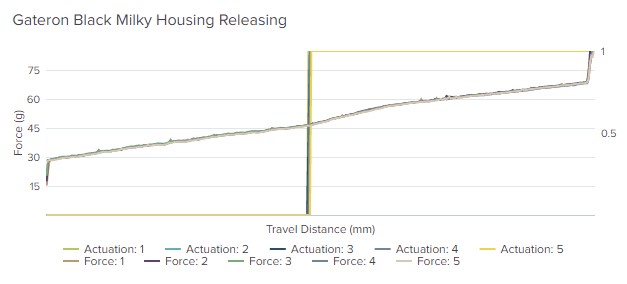 Gateron Black Milky Housing Releasing
1
75
60
45
30
15
0.5
Force (g)
Travel Distance (mm)
Actuation: 1 Actuation: 2 Actuation: 3 Actuation: 4 Actuation: 5
Force: 1 Force: 2 Force: 3 Force: 4 Force: 5